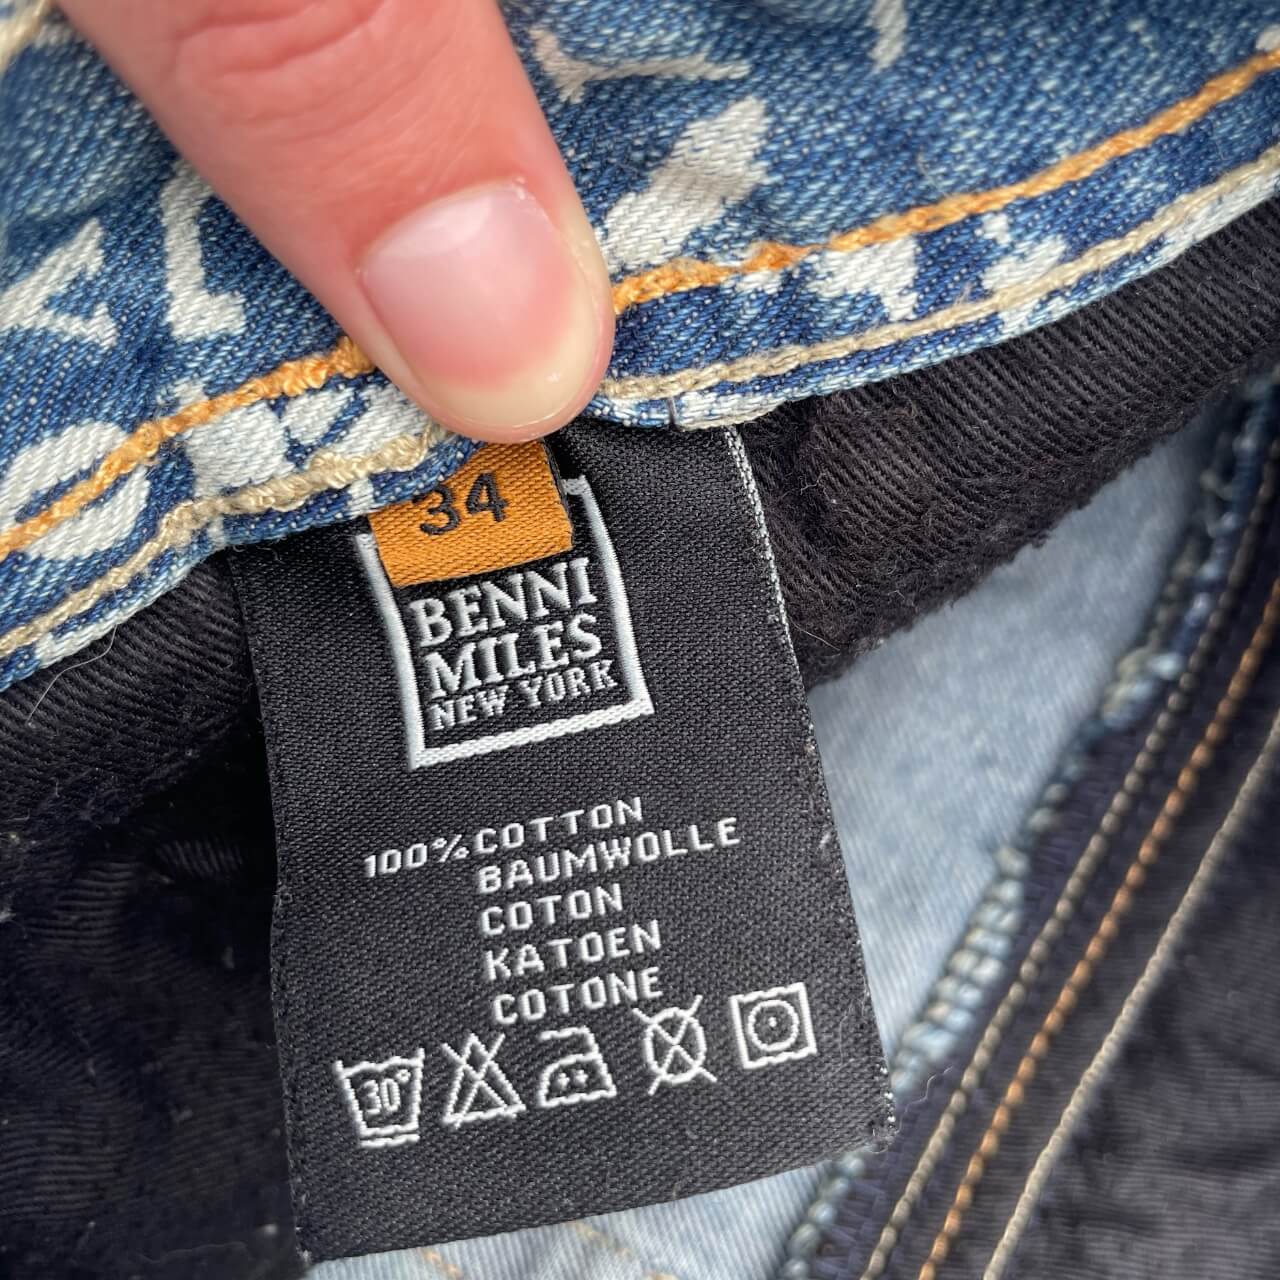 34
BENNI
MILES
NEW YORK
100% COTTON
BAUMWOLLE
COTON
KATOEN
COTONE
30°